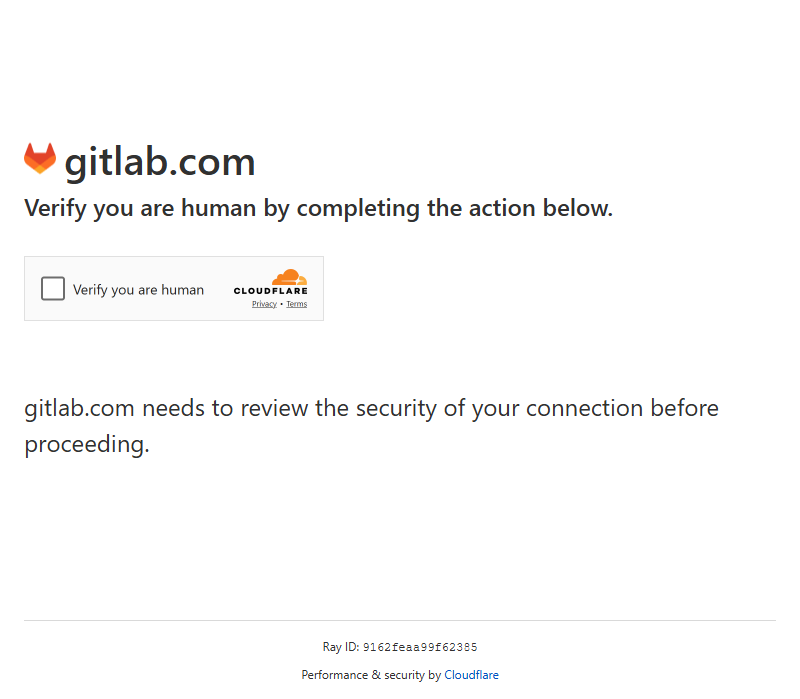 gitlab.com
Verify you are human by completing the action below.
Verify you are human
CLOUDFLARE
Privacy • Terms
gitlab.com needs to review the security of your connection before
proceeding.
Ray ID: 9162feaa99f62385
Performance & security by Cloudflare